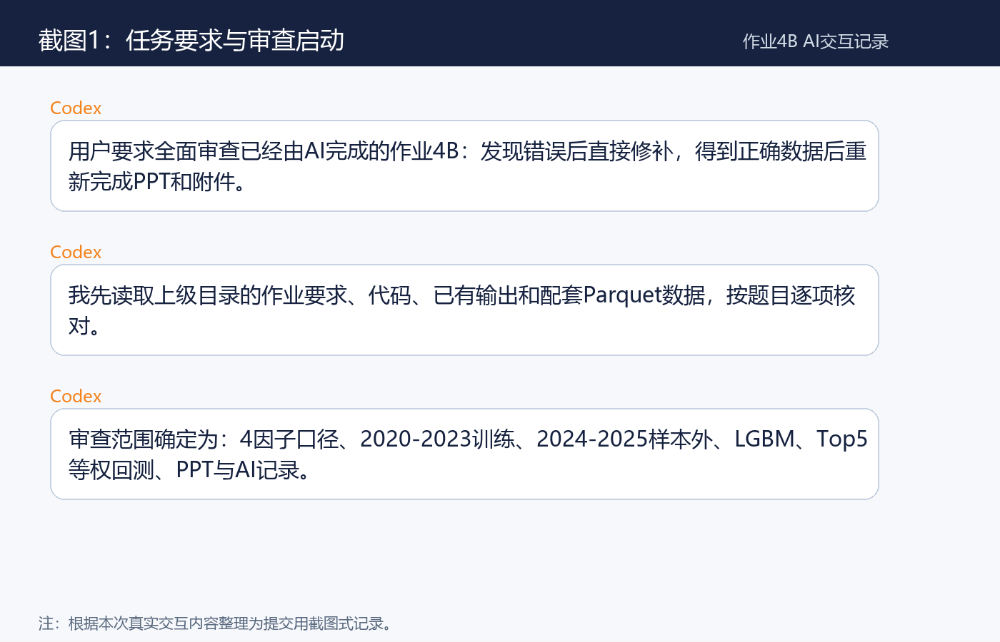 截图1：任务要求与审查启动
作业4B AI交互记录
Codex
用户要求全面审查已经由AI完成的作业4B：发现错误后直接修补，得到正确数据后重
新完成PPT和附件。
Codex
我先读取上级目录的作业要求、代码、已有输出和配套Parquet数据，按题目逐项核
对。
Codex
审查范围确定为：4因子口径、2020-2023训练、2024-2025样本外、LGBM、Top5
等权回测、PPT与AI记录。
注：根据本次真实交互内容整理为提交用截图式记录。